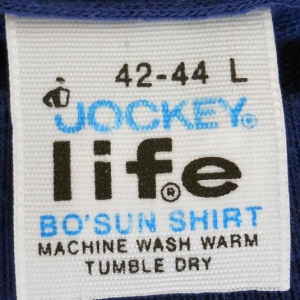 42-44 L
JOCKEY®
life®
BO'SUN SHIRT
MACHINE WASH WARM
TUMBLE DRY